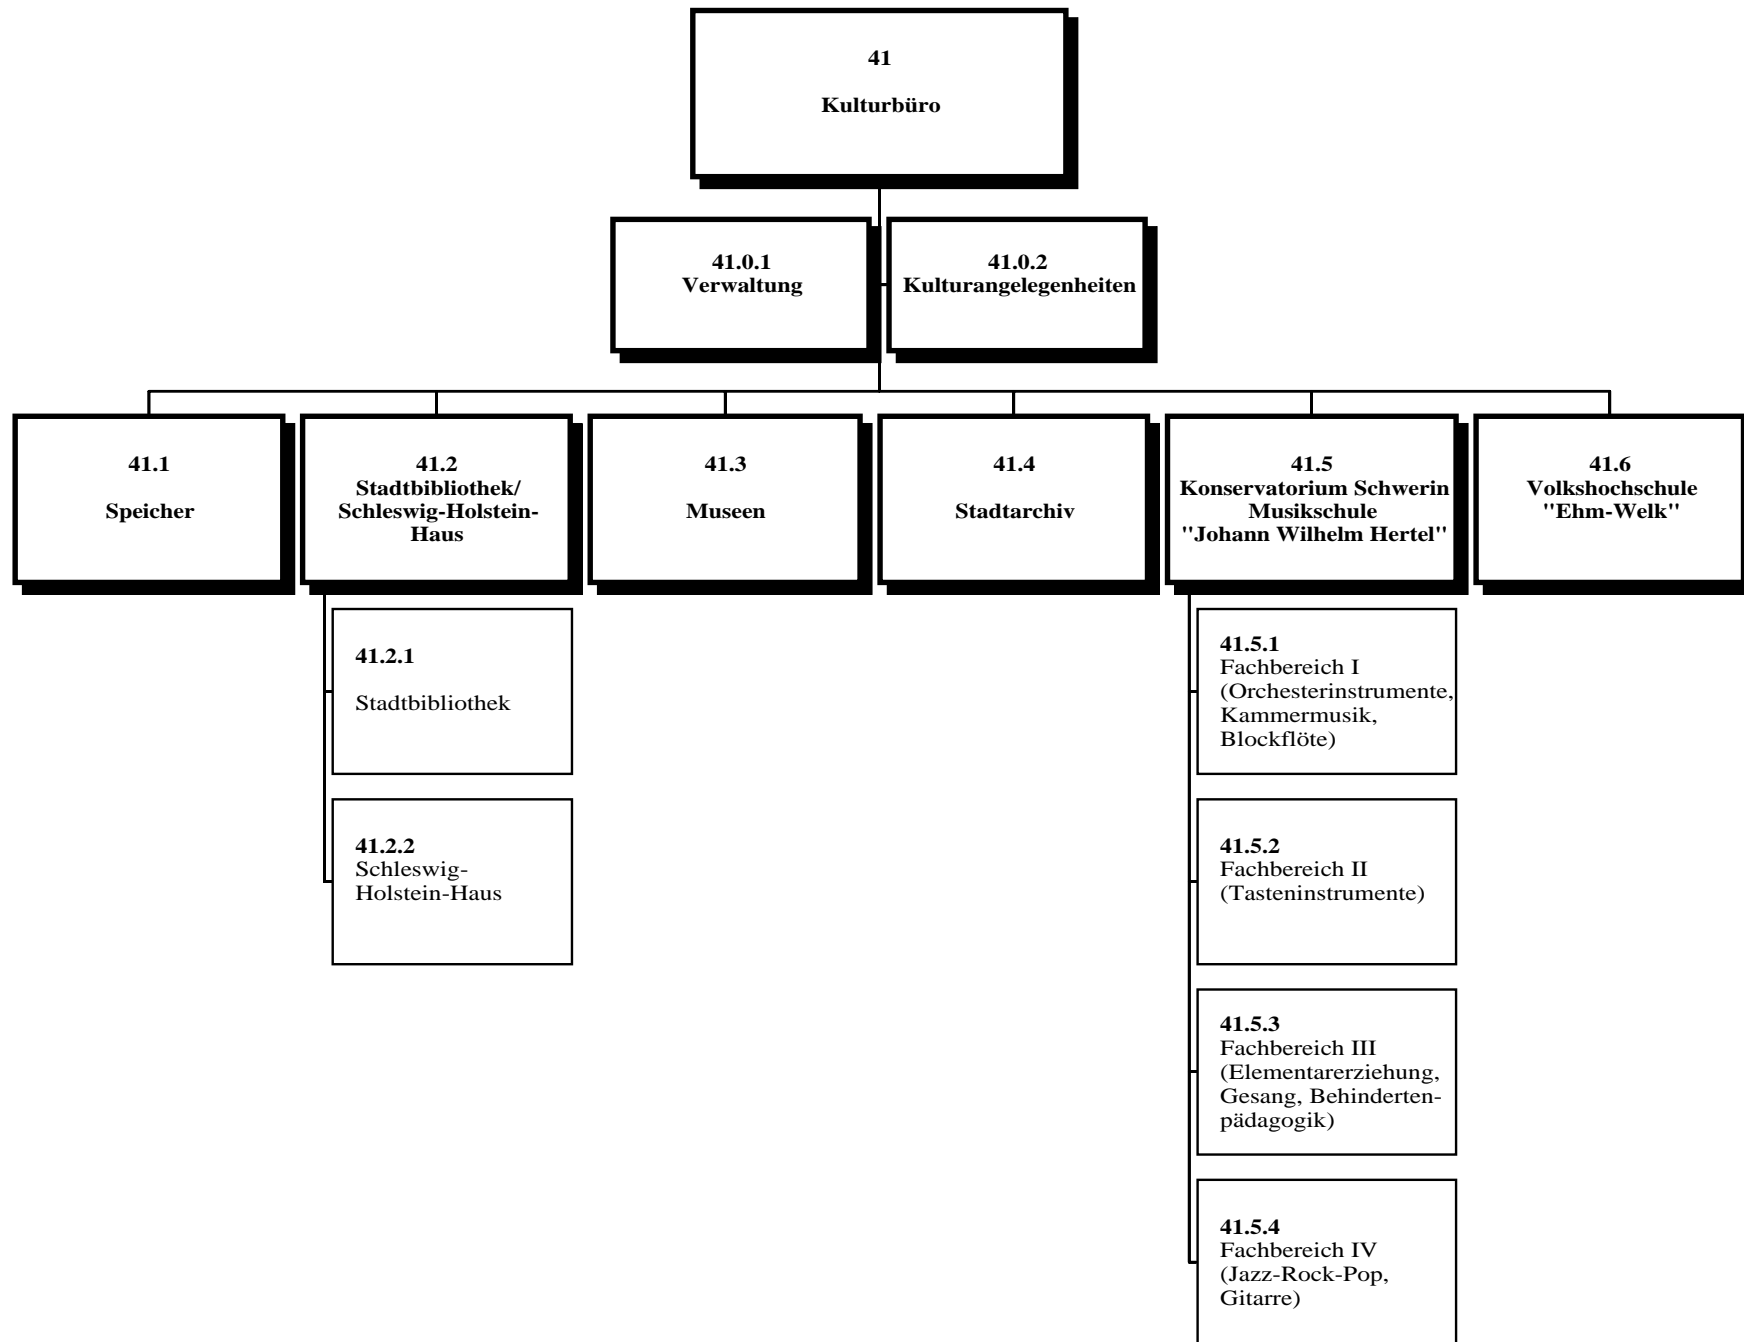 41
Kulturbüro
41.0.1
Verwaltung
41.0.2
Kulturangelegenheiten
41.1
Speicher
41.2
Stadtbibliothek/
Schleswig-Holstein-
Haus
41.3
Museen
41.4
Stadtarchiv
41.5
Konservatorium Schwerin
Musikschule
"Johann Wilhelm Hertel"
41.6
Volkshochschule
"Ehm-Welk"
41.2.1
Stadtbibliothek
41.2.2
Schleswig-
Holstein-Haus
41.5.1
Fachbereich I
(Orchesterinstrumente,
Kammermusik,
Blockflöte)
41.5.2
Fachbereich II
(Tasteninstrumente)
41.5.3
Fachbereich III
(Elementarerziehung,
Gesang, Behinderten-
pädagogik)
41.5.4
Fachbereich IV
(Jazz-Rock-Pop,
Gitarre)